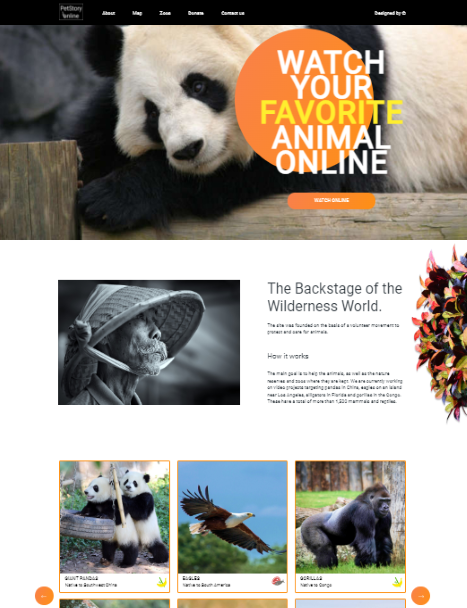 PetStory
online
About
Map
Zoos
Donate
Contact us
Designed by ©
WATCH
YOUR
FAVORITE
ANIMAL
ONLINE
WATCH ONLINE
The Backstage of the
Wilderness World.
The site was founded on the basis of a volunteer movement to
protect and care for animals.
How it works
The main goal is to help the animals, as well as the nature
reserves and zoos where they are kept. We are currently working
on video projects targeting pandas in China, eagles on an island
near Los Angeles, alligators in Florida and gorillas in the Congo.
These have a total of more than 1,200 mammals and reptiles.
GIANT PANDAS
Native to Southwest China
EAGLES
Native to South America
GORILLAS
Native to Congo